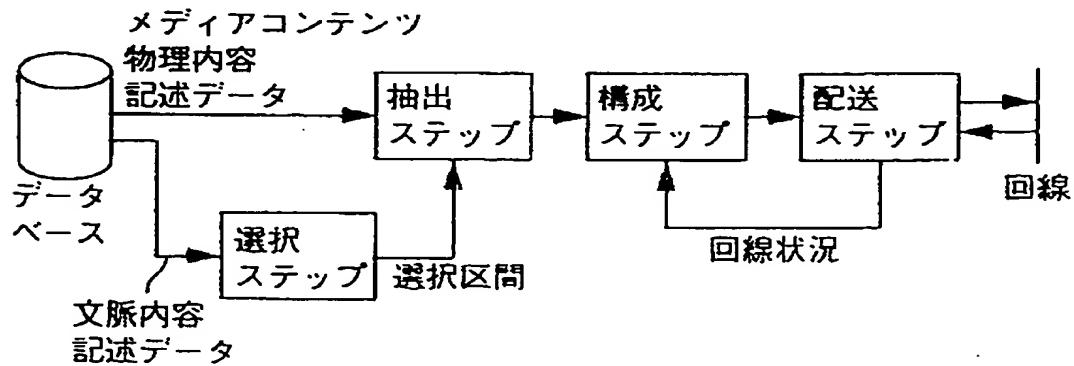 メディアコンテンツ
物理内容
記述データ
抽出
ステップ
構成
ステップ
配送
ステップ
データ
ベース
回線
選択
ステップ
選択区間
回線状況
文脈内容
記述データ